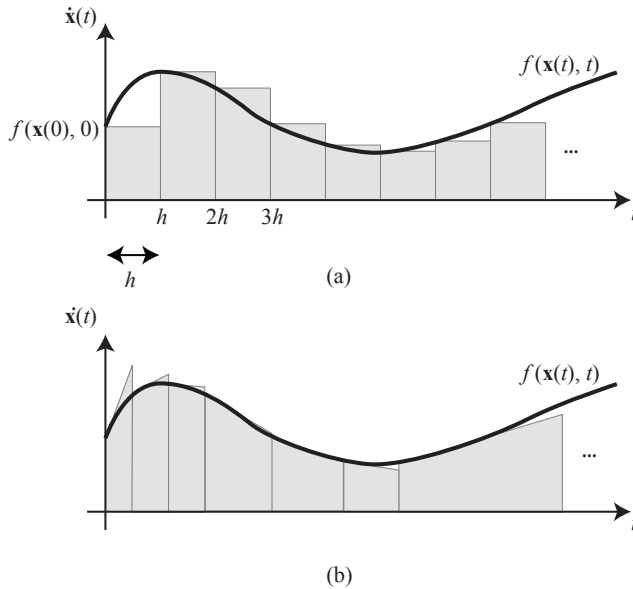 ẋ(t)
f(x(t), t)
f(x(0), 0)
...
h 2h 3h t
h
(a)
ẋ(t)
f(x(t), t)
...
t
(b)